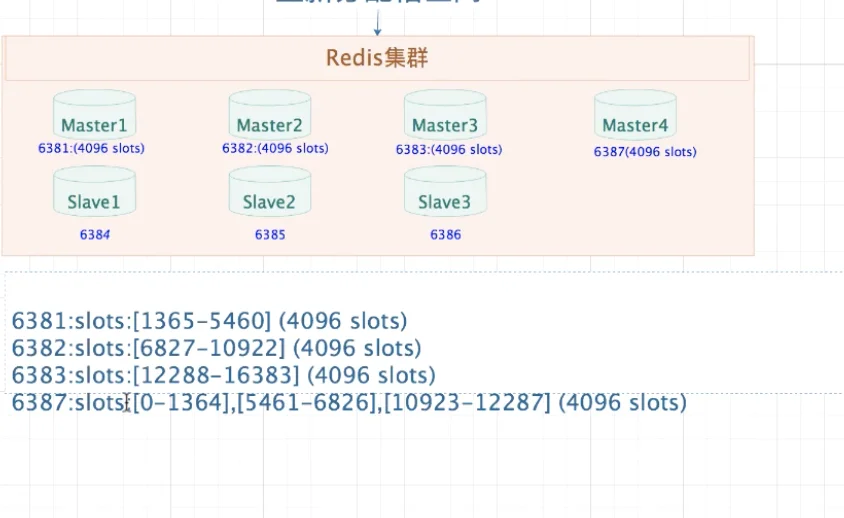 Redis集群
Master1
Master2
Master3
Master4
6381:(4096 slots)
6382:(4096 slots)
6383:(4096 slots)
6387(4096 slots)
Slave1
Slave2
Slave3
6384
6385
6386
6381:slots:[1365-5460] (4096 slots)
6382:slots:[6827-10922] (4096 slots)
6383:slots:[12288-16383] (4096 slots)
6387:slots:[0-1364],[5461-6826],[10923-12287] (4096 slots)